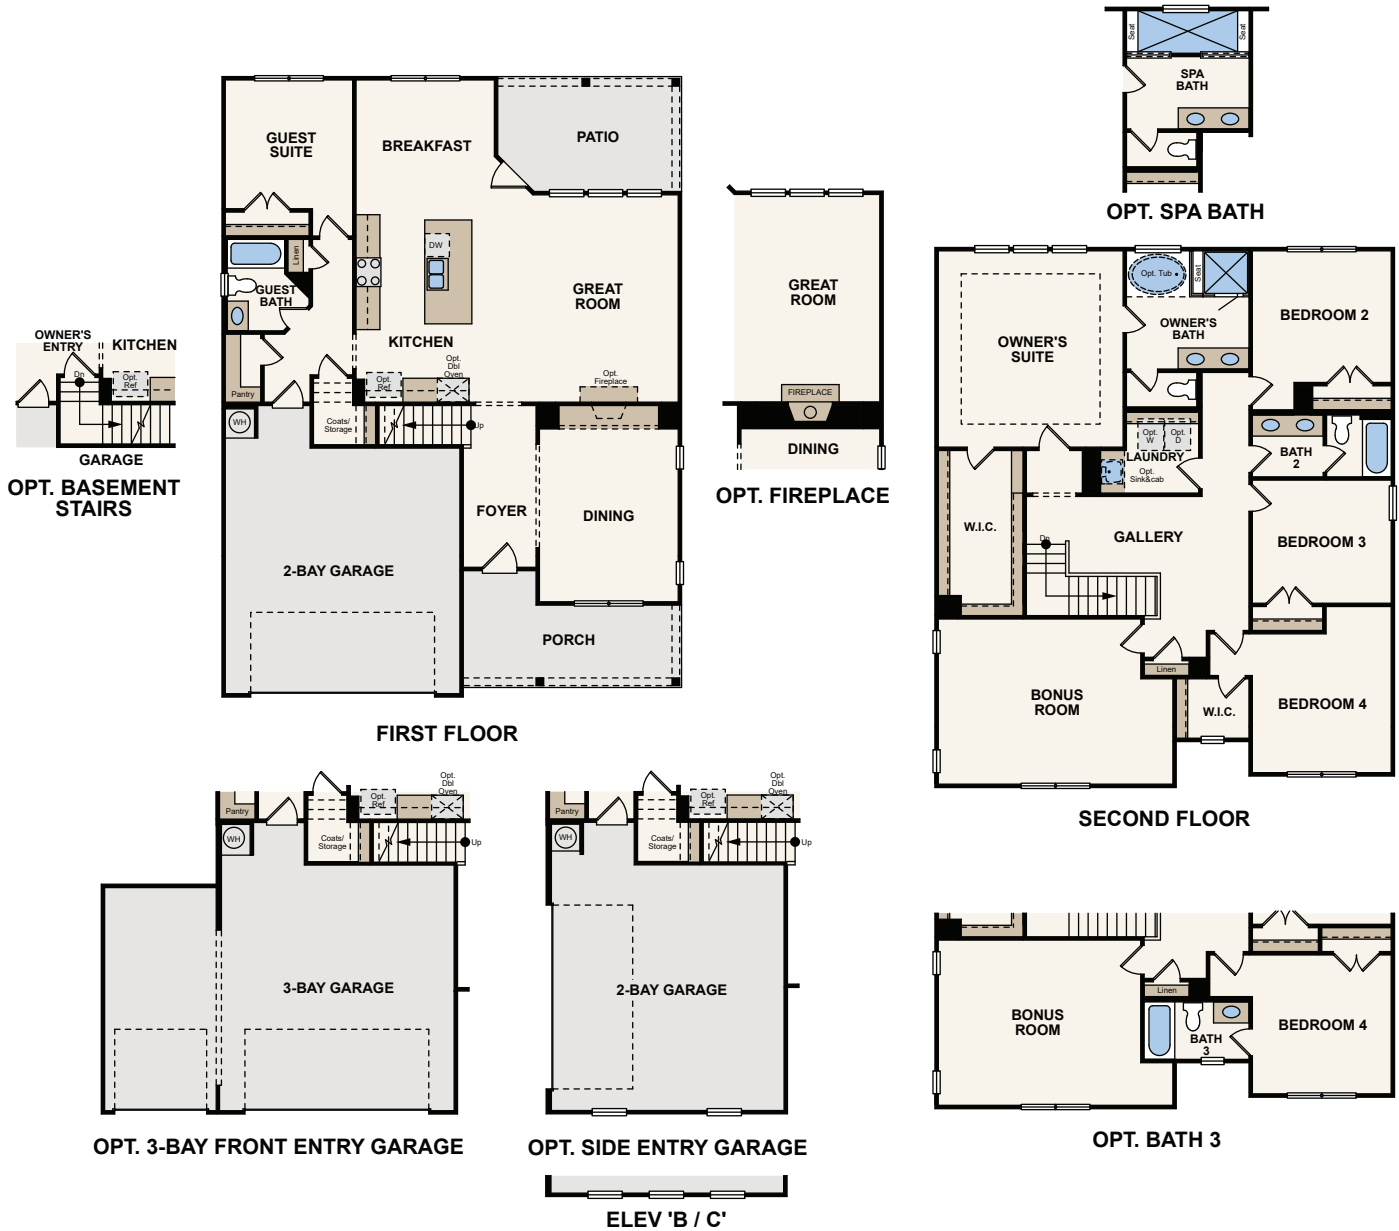 GUEST
SUITE
BREAKFAST
PATIO
DW
Linen
GUEST
BATH
GREAT
ROOM
KITCHEN
Opt.
Dbl
Oven
Opt.
Ref
Opt.
Fireplace
Pantry
WH
Coats/
Storage
Up
FOYER
DINING
2-BAY GARAGE
PORCH
FIRST FLOOR
OWNER'S
ENTRY
KITCHEN
Dn
Opt.
Ref
GARAGE
OPT. BASEMENT
STAIRS
GREAT
ROOM
FIREPLACE
DINING
OPT. FIREPLACE
Seat
Seat
SPA
BATH
OPT. SPA BATH
Opt. Tub
Seat
OWNER'S
SUITE
OWNER'S
BATH
BEDROOM 2
Opt.
W
Opt.
D
LAUNDRY
Opt.
Sink&cab
BATH
2
W.I.C.
GALLERY
Dn
BEDROOM 3
Linen
BONUS
ROOM
W.I.C.
BEDROOM 4
SECOND FLOOR
Opt.
Dbl
Oven
Opt.
Ref
Pantry
WH
Coats/
Storage
Up
3-BAY GARAGE
OPT. 3-BAY FRONT ENTRY GARAGE
Opt.
Dbl
Oven
Opt.
Ref
Pantry
WH
Coats/
Storage
Up
2-BAY GARAGE
OPT. SIDE ENTRY GARAGE
ELEV 'B / C'
Linen
BONUS
ROOM
BATH
3
BEDROOM 4
OPT. BATH 3